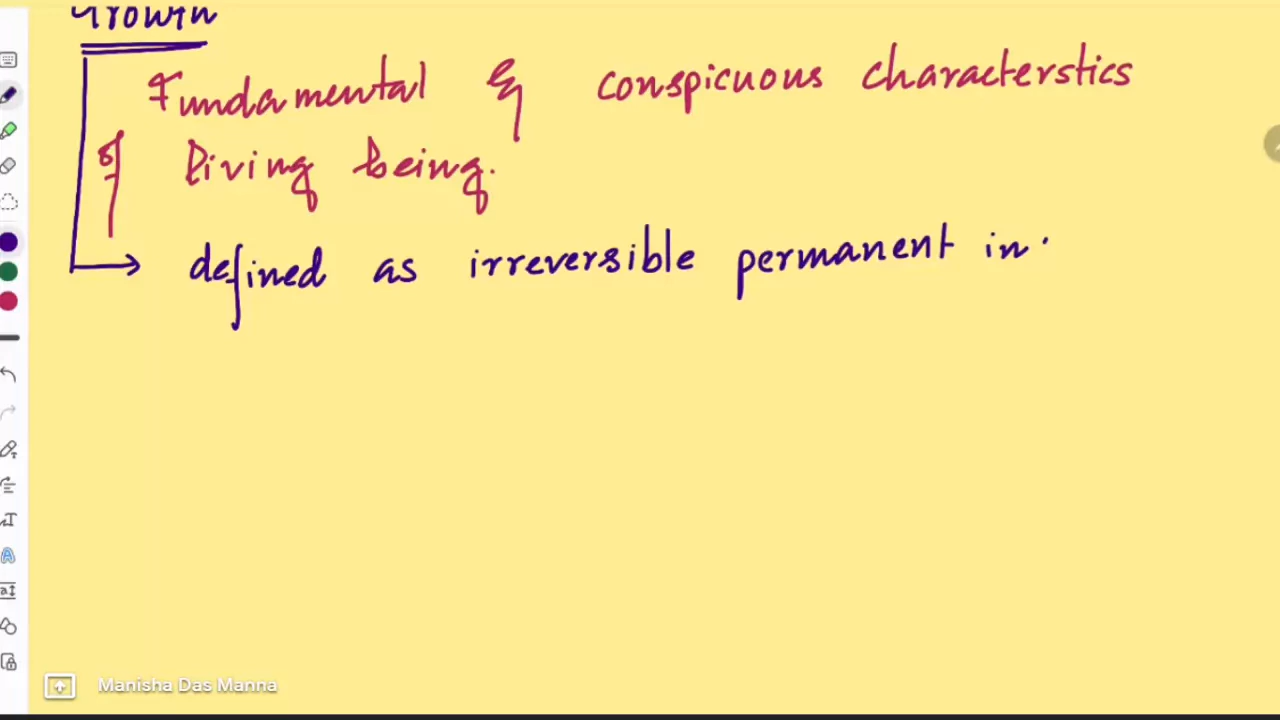 Growth
Fundamental & conspicuous characterstics
of Living being.
defined as irreversible permanent in
Manisha Das Manna